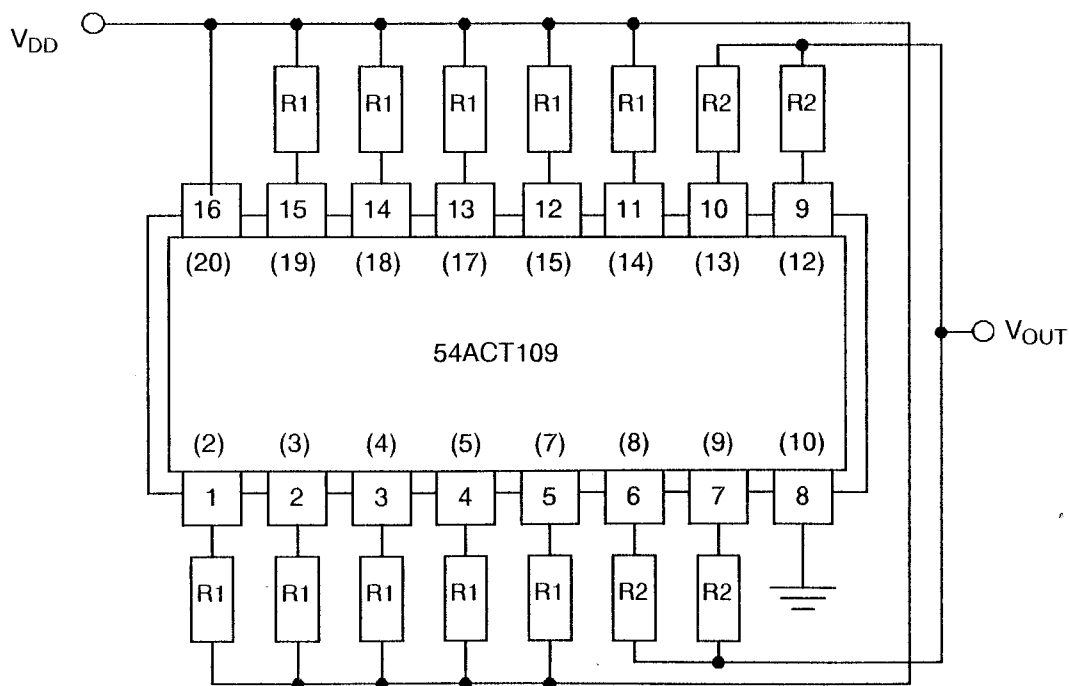 V_DD
R1 R1 R1 R1 R1 R2 R2
16 15 14 13 12 11 10 9
(20) (19) (18) (17) (15) (14) (13) (12)
V_OUT
54ACT109
(2) (3) (4) (5) (7) (8) (9) (10)
1 2 3 4 5 6 7 8
R1 R1 R1 R1 R1 R2 R2